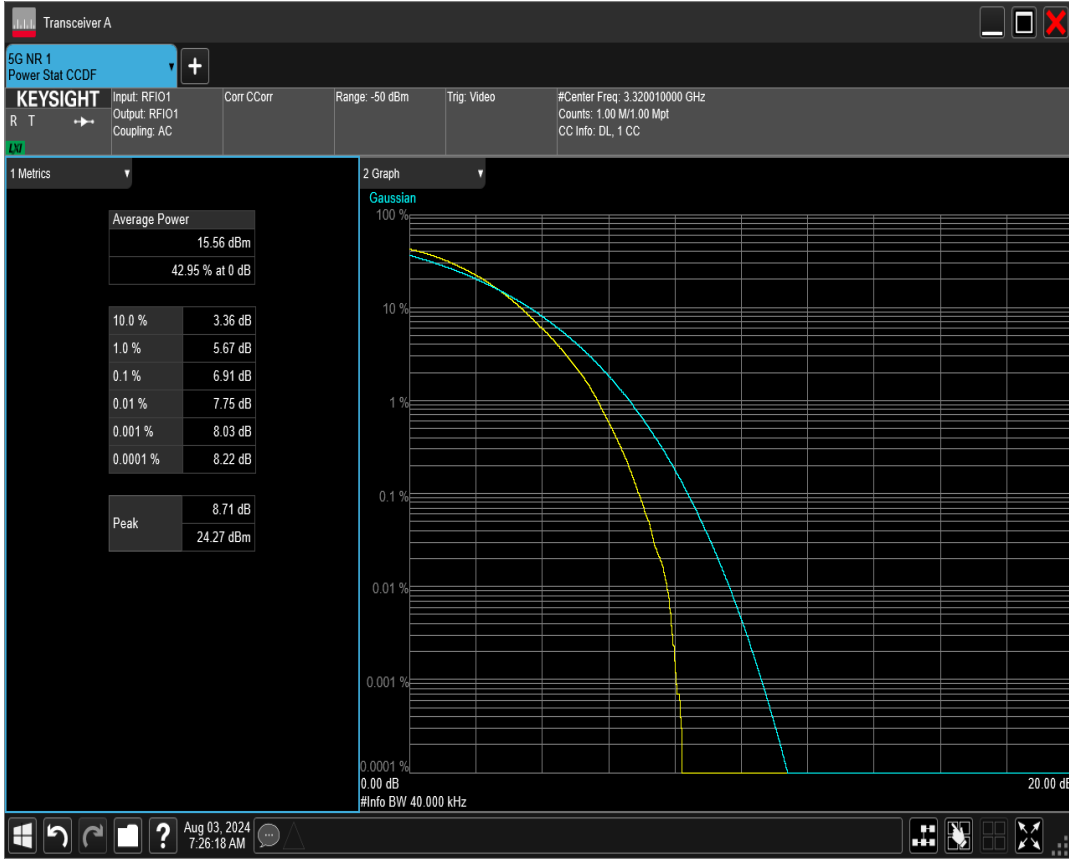 Transceiver A
5G NR 1
Power Stat CCDF
+
KEYSIGHT
R T
LXI
Input: RFIO1
Output: RFIO1
Coupling: AC
Corr CCorr
Range: -50 dBm
Trig: Video
#Center Freq: 3.320010000 GHz
Counts: 1.00 M/1.00 Mpt
CC Info: DL, 1 CC
1 Metrics
Average Power
15.56 dBm
42.95 % at 0 dB
10.0 % 3.36 dB
1.0 % 5.67 dB
0.1 % 6.91 dB
0.01 % 7.75 dB
0.001 % 8.03 dB
0.0001 % 8.22 dB
Peak
8.71 dB
24.27 dBm
2 Graph
Gaussian
100 %
10 %
1 %
0.1 %
0.01 %
0.001 %
0.0001 %
0.00 dB 20.00 dB
#Info BW 40.000 kHz
?
Aug 03, 2024
7:26:18 AM